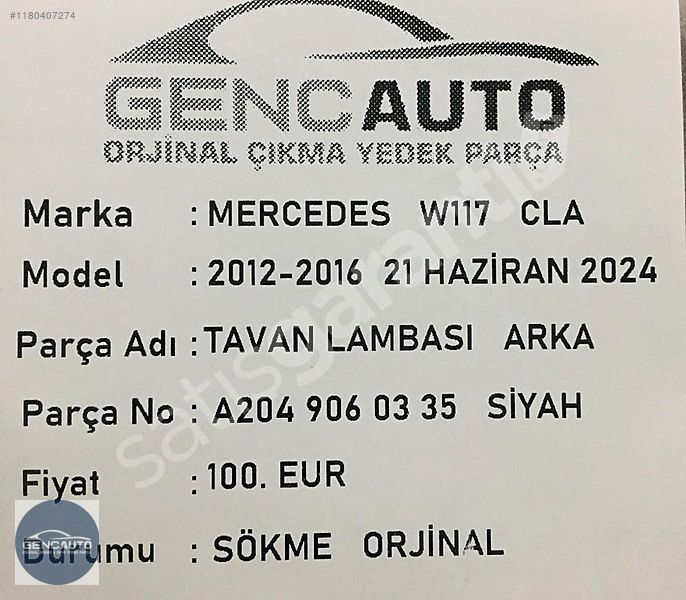 #1180407274
GENCAUTO
ORJİNAL ÇIKMA YEDEK PARÇA
Marka : MERCEDES W117 CLA
Model : 2012-2016 21 HAZİRAN 2024
Parça Adı : TAVAN LAMBASI ARKA
Parça No : A204 906 03 35 SİYAH
Fiyat : 100. EUR
Durumu : SÖKME ORJİNAL
GENCAUTO
satısgaranti